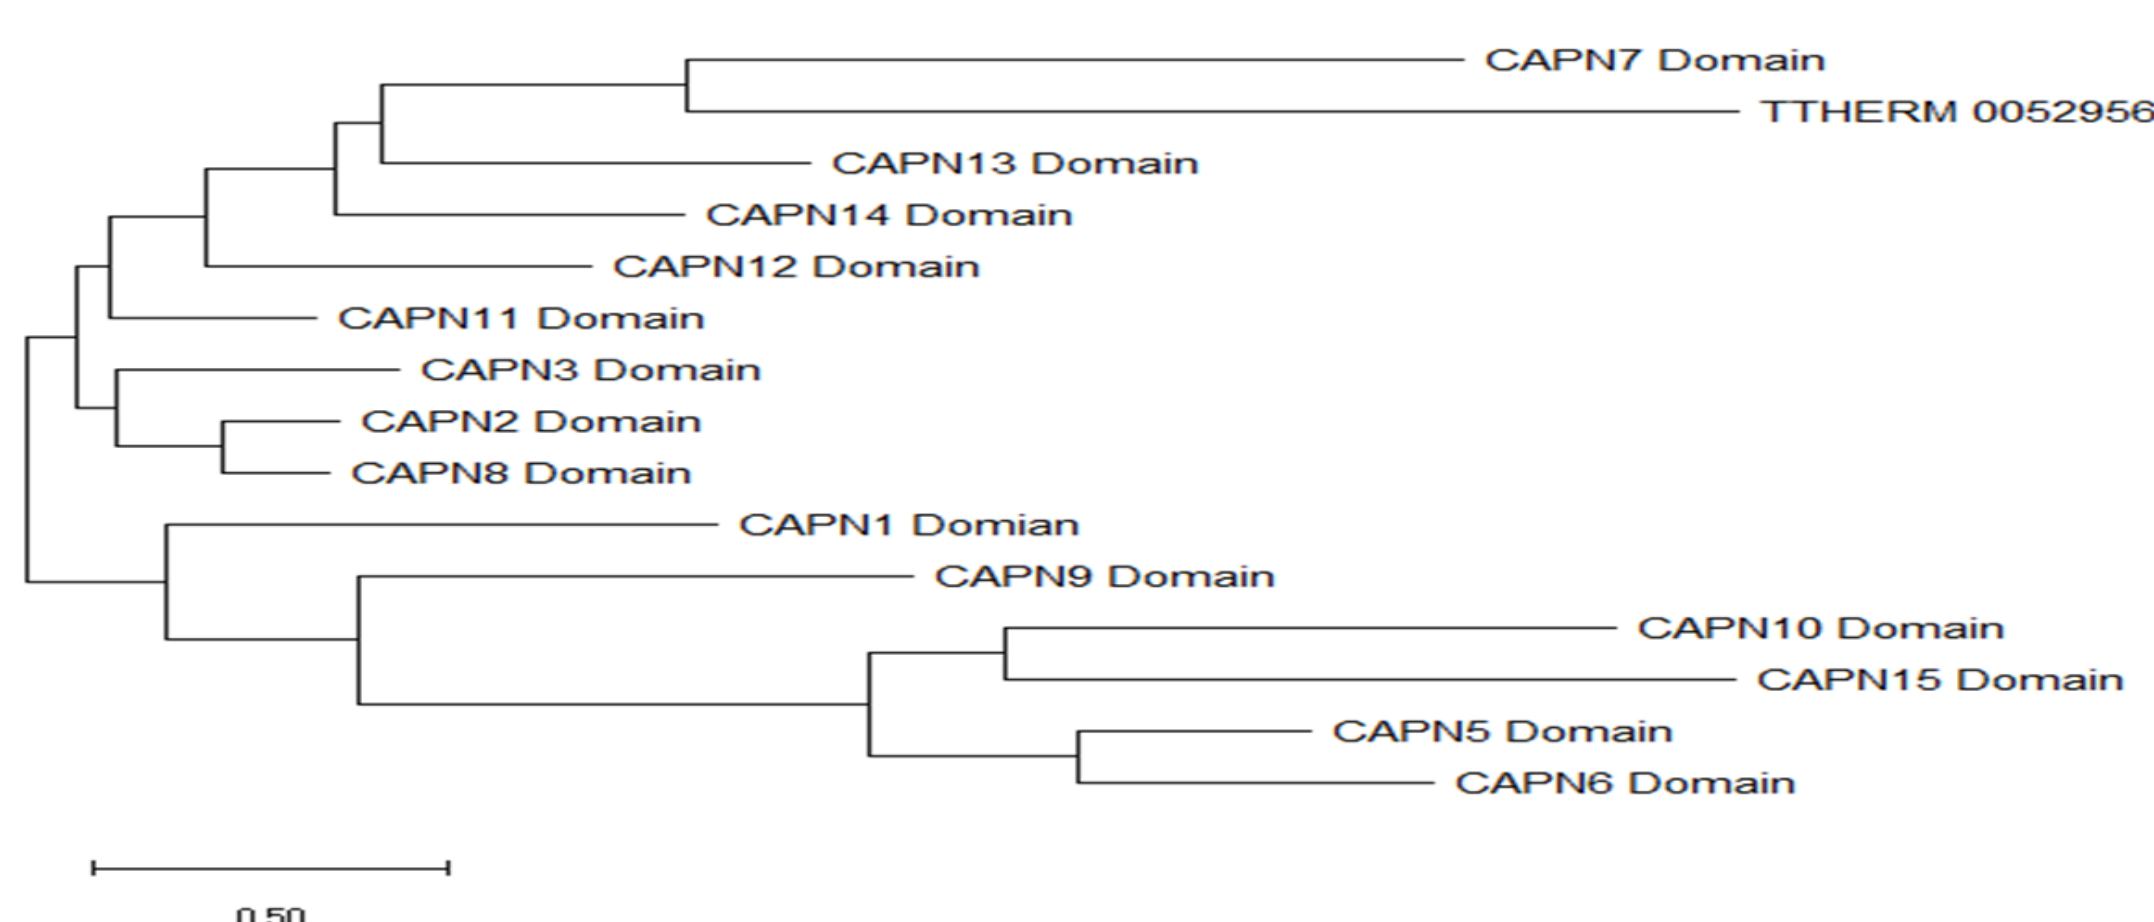 CAPN7 Domain
TTHERM 0052956
CAPN13 Domain
CAPN14 Domain
CAPN12 Domain
CAPN11 Domain
CAPN3 Domain
CAPN2 Domain
CAPN8 Domain
CAPN1 Domian
CAPN9 Domain
CAPN10 Domain
CAPN15 Domain
CAPN5 Domain
CAPN6 Domain
0.50